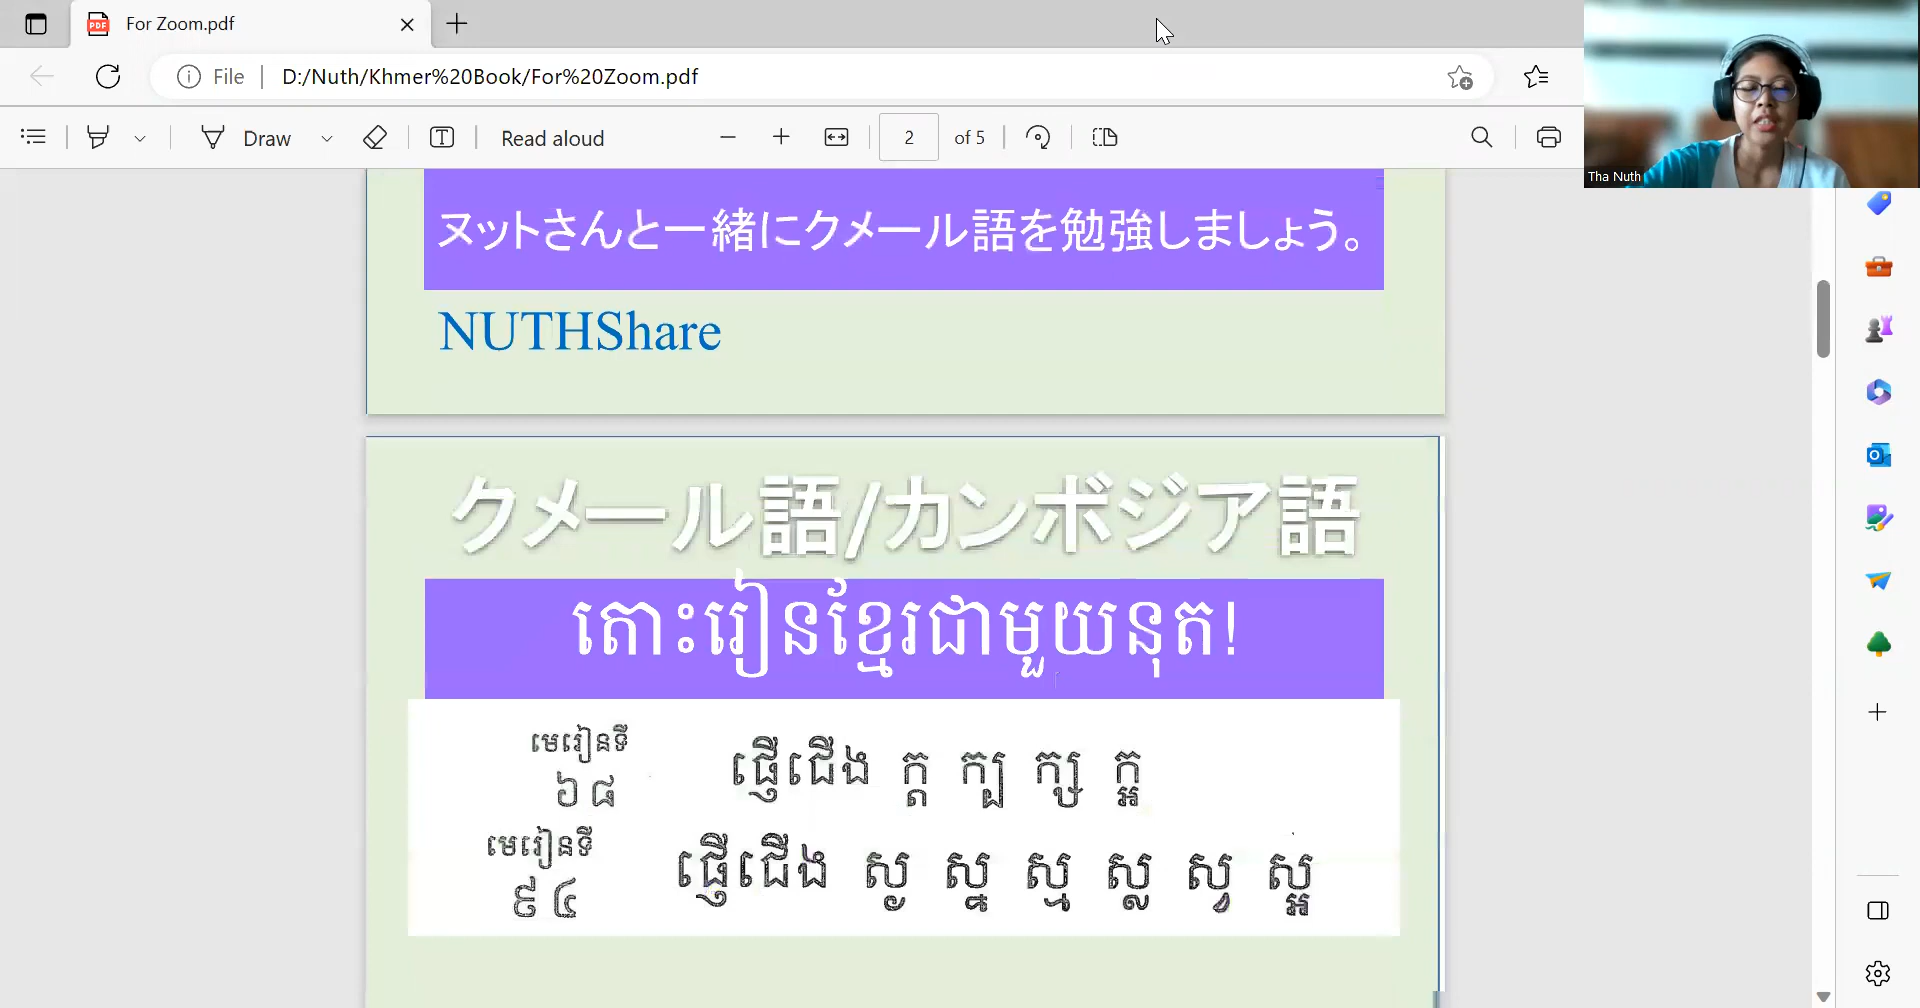 For Zoom.pdf
File
D:/Nuth/Khmer%20Book/For%20Zoom.pdf
Draw
Read aloud
2 of 5
Tha Nuth
ヌットさんと一緒にクメール語を勉強しましょう。
NUTHShare
クメール語/カンボジア語
តោះរៀនខ្មែរជាមួយនុត!
មេរៀនទី
៦៨
ផ្ញើជើង ក្ត ក្ប ក្ស ក្អ
មេរៀនទី
៩៤
ផ្ញើជើង ស្ង ស្ន ស្ម ស្ល ស្វ ស្អ